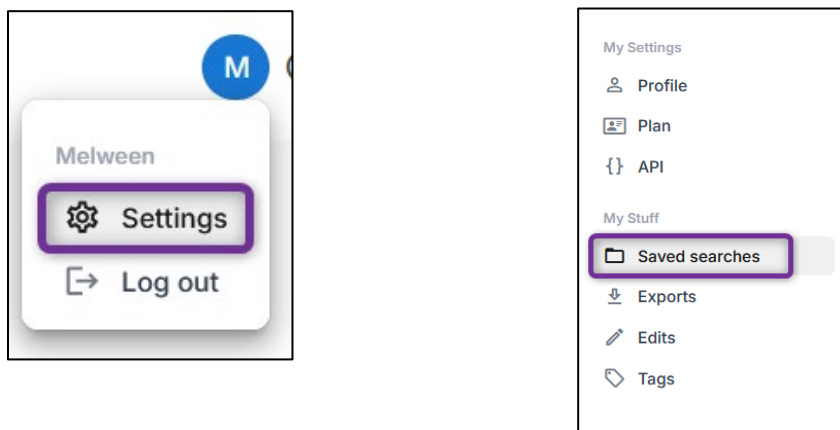 M
Melween
Settings
Log out
My Settings
Profile
Plan
{} API
My Stuff
Saved searches
Exports
Edits
Tags